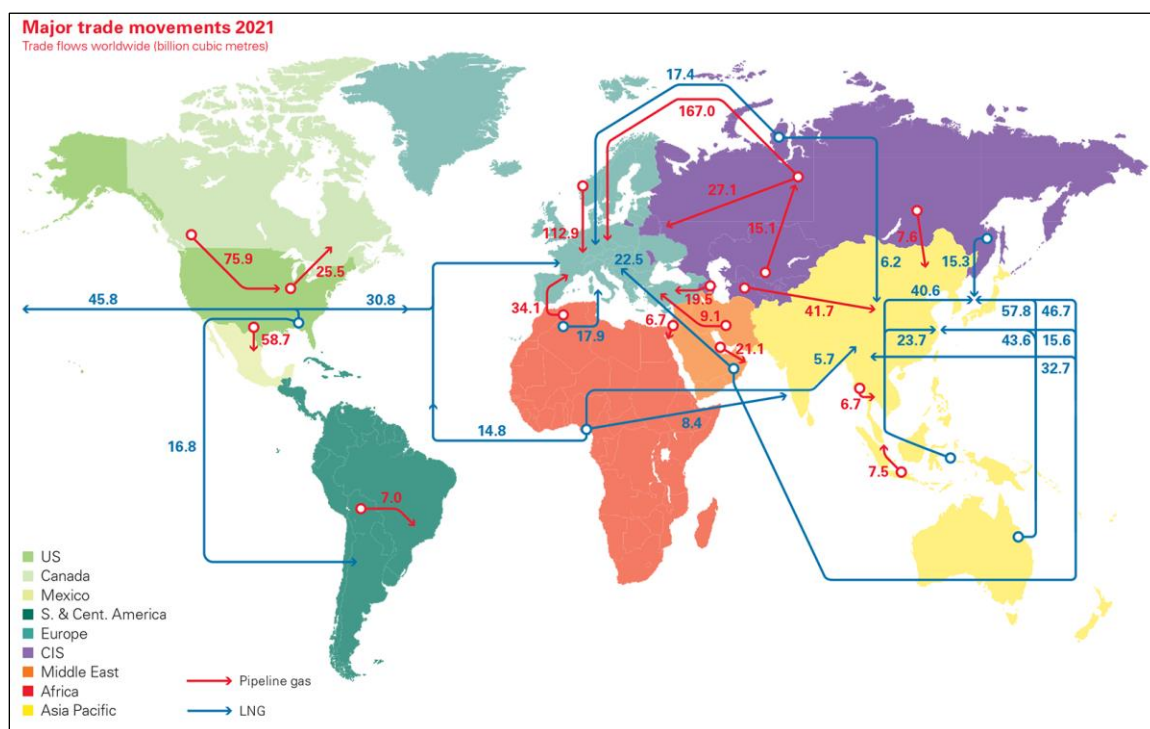 Major trade movements 2021
Trade flows worldwide (billion cubic metres)
17.4
167.0
27.1
15.1
7.6
112.9
75.9
25.5
22.5
6.2
15.3
45.8
30.8
34.1
19.5
40.6
41.7
57.8
46.7
58.7
17.9
6.7
9.1
21.1
23.7
43.6
15.6
5.7
32.7
6.7
16.8
14.8
8.4
7.5
7.0
US
Canada
Mexico
S. & Cent. America
Europe
CIS
Middle East
Africa
Asia Pacific
Pipeline gas
LNG